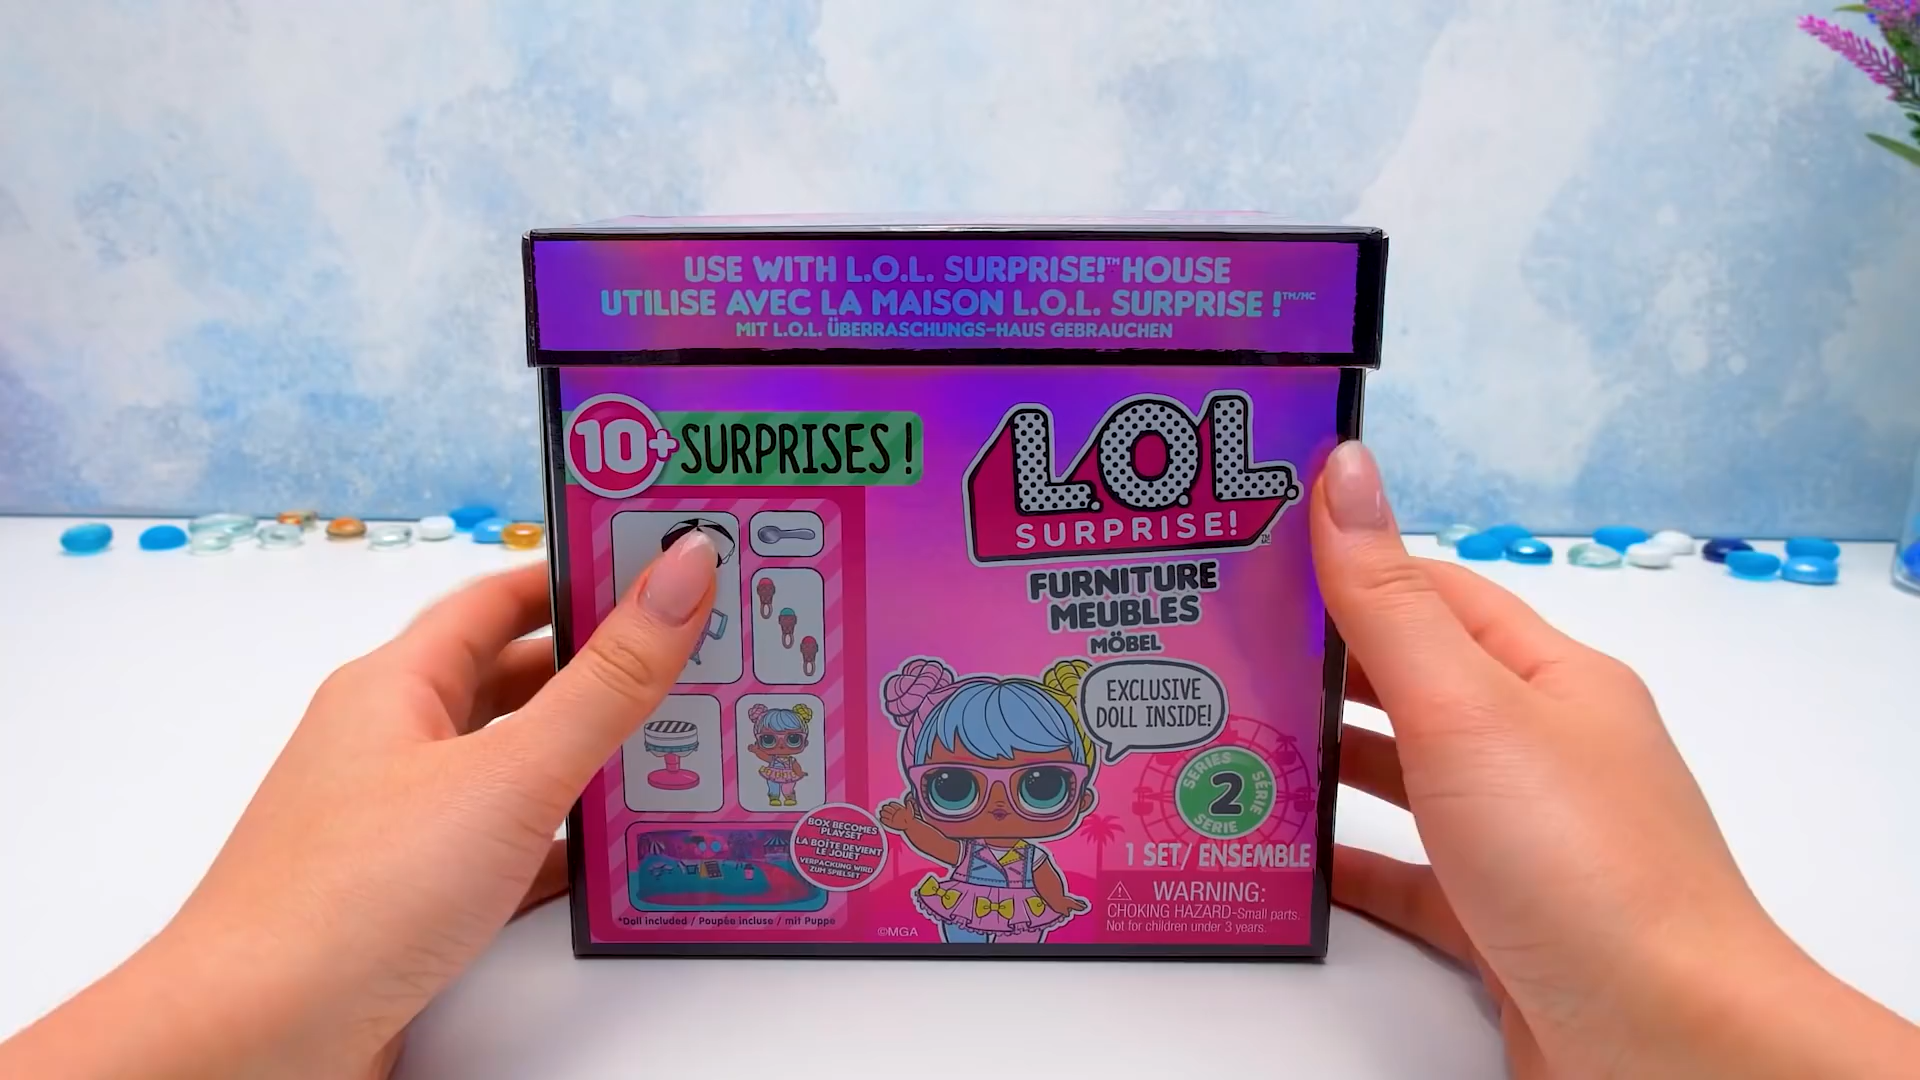 USE WITH L.O.L. SURPRISE!™ HOUSE
UTILISE AVEC LA MAISON L.O.L. SURPRISE !™/MC
MIT L.O.L. ÜBERRASCHUNGS-HAUS GEBRAUCHEN
10+ SURPRISES!
L.O.L.
SURPRISE!
FURNITURE
MEUBLES
MÖBEL
EXCLUSIVE
DOLL INSIDE!
SERIES
2
SÉRIE
SERIE
1 SET/ ENSEMBLE
BOX BECOMES
PLAYSET
LA BOÎTE DEVIENT
LE JOUET
VERPACKUNG WIRD
ZUM SPIELSET
*Doll included / Poupée incluse / mit Puppe
©MGA
WARNING:
CHOKING HAZARD-Small parts.
Not for children under 3 years.